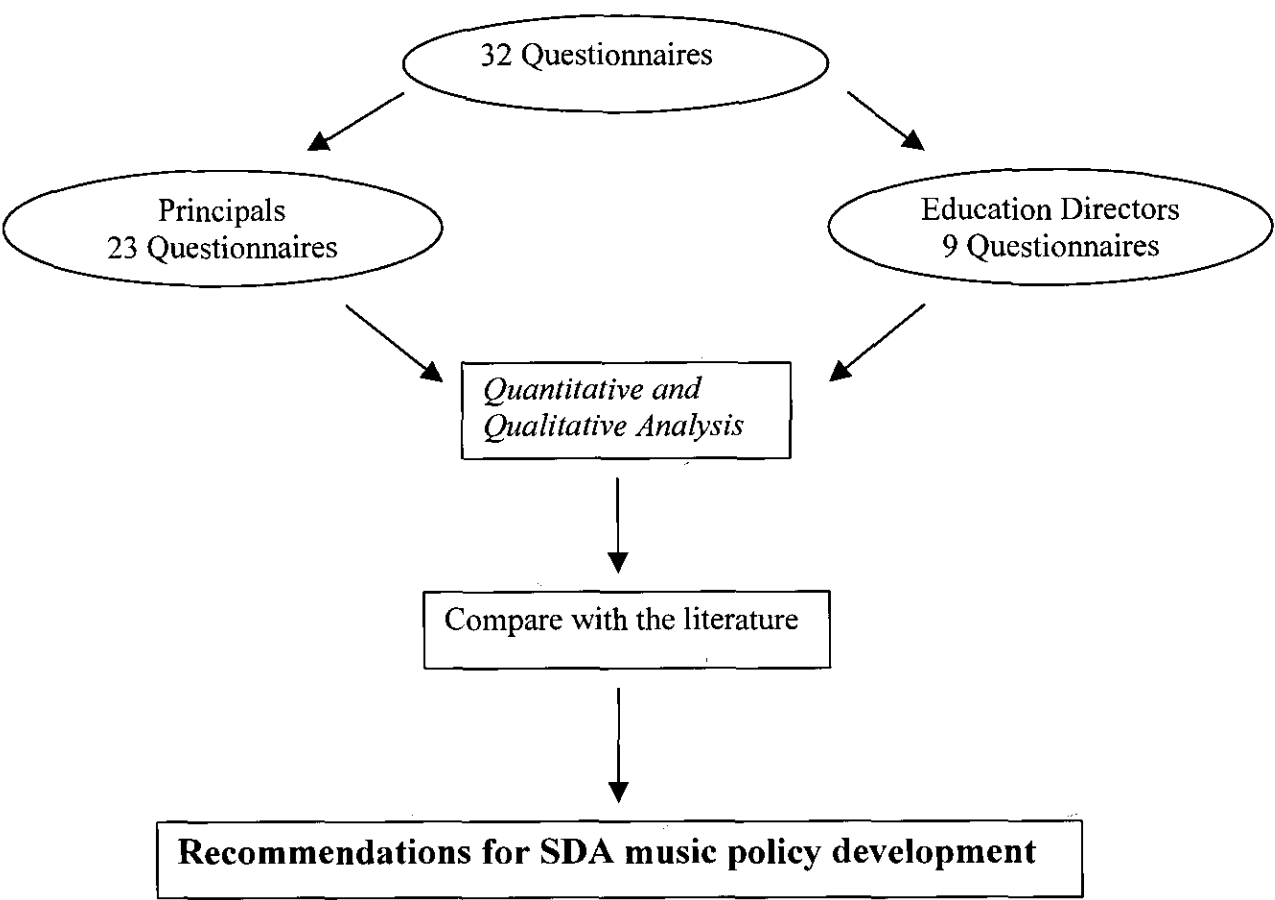 32 Questionnaires
Principals
23 Questionnaires
Education Directors
9 Questionnaires
Quantitative and
Qualitative Analysis
Compare with the literature
Recommendations for SDA music policy development